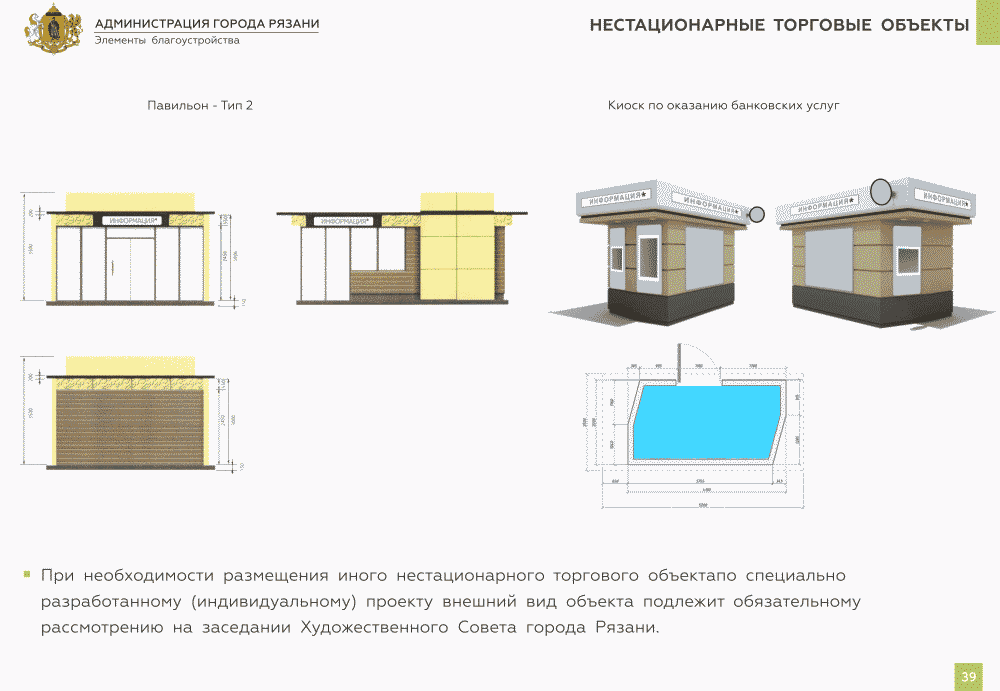 АДМИНИСТРАЦИЯ ГОРОДА РЯЗАНИ
Элементы благоустройства
НЕСТАЦИОНАРНЫЕ ТОРГОВЫЕ ОБЪЕКТЫ
Павильон - Тип 2
Киоск по оказанию банковских услуг
ИНФОРМАЦИЯ*
ИНФОРМАЦИЯ*
ИНФОРМАЦИЯ★
ИНФОРМАЦИЯ★
ИНФОРМАЦИЯ★
ИНФОРМАЦИЯ★
При необходимости размещения иного нестационарного торгового объектапо специально
разработанному (индивидуальному) проекту внешний вид объекта подлежит обязательному
рассмотрению на заседании Художественного Совета города Рязани.
39